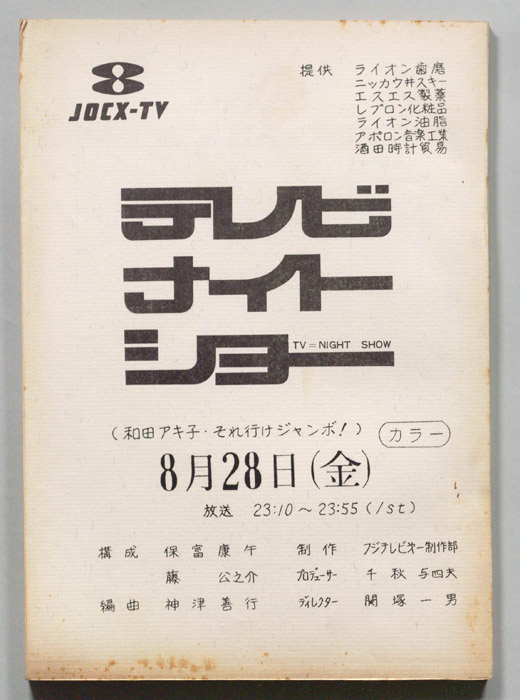 8
JOCX-TV
提供 ライオン歯磨
ニッカウヰスキー
エスエス製薬
レブロン化粧品
ライオン油脂
アポロン音楽工業
酒田時計貿易
テレビ
ナイト
ショー
TV=NIGHT SHOW
(和田アキ子・それ行けジャンボ!) カラー
8月28日(金)
放送 23:10〜23:55 (1st)
構成 保富康午 制作 フジテレビ第一制作部
藤公之介 プロデューサー 千秋与四夫
編曲 神津善行 ディレクター 関塚一男